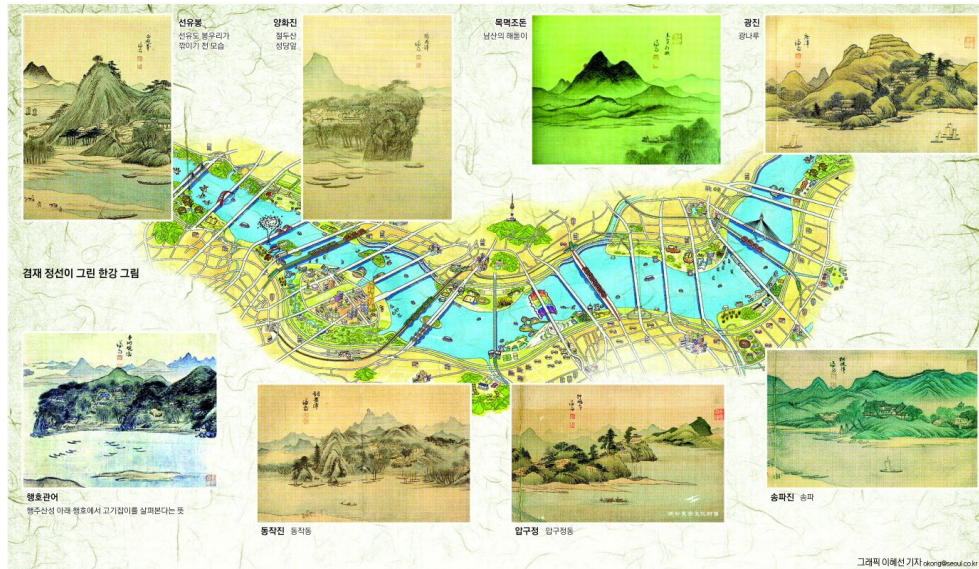 선유봉
선유도 봉우리가
깎이기 전 모습
양화진
절두산
성당앞
목멱조돈
남산의 해돋이
광진
광나루
겸재 정선이 그린 한강 그림
행호관어
행주산성 아래 행호에서 고기잡이를 살펴본다는 뜻
동작진 동작동
압구정 압구정동
송파진 송파
그래픽 이혜선 기자 okong@seoul.co.kr